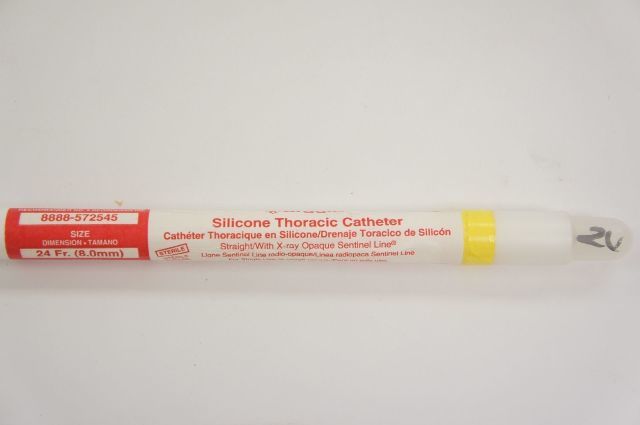 8888-572545
SIZE
DIMENSION • TAMANO
24 Fr. (8.0mm)
STERILE
Silicone Thoracic Catheter
Cathéter Thoracique en Silicone/Drenaje Toracico de Silicón
Straight/With X-ray Opaque Sentinel Line®
Ligne Sentinel Line radio-opaque/Linea radiopaca Sentinel Line